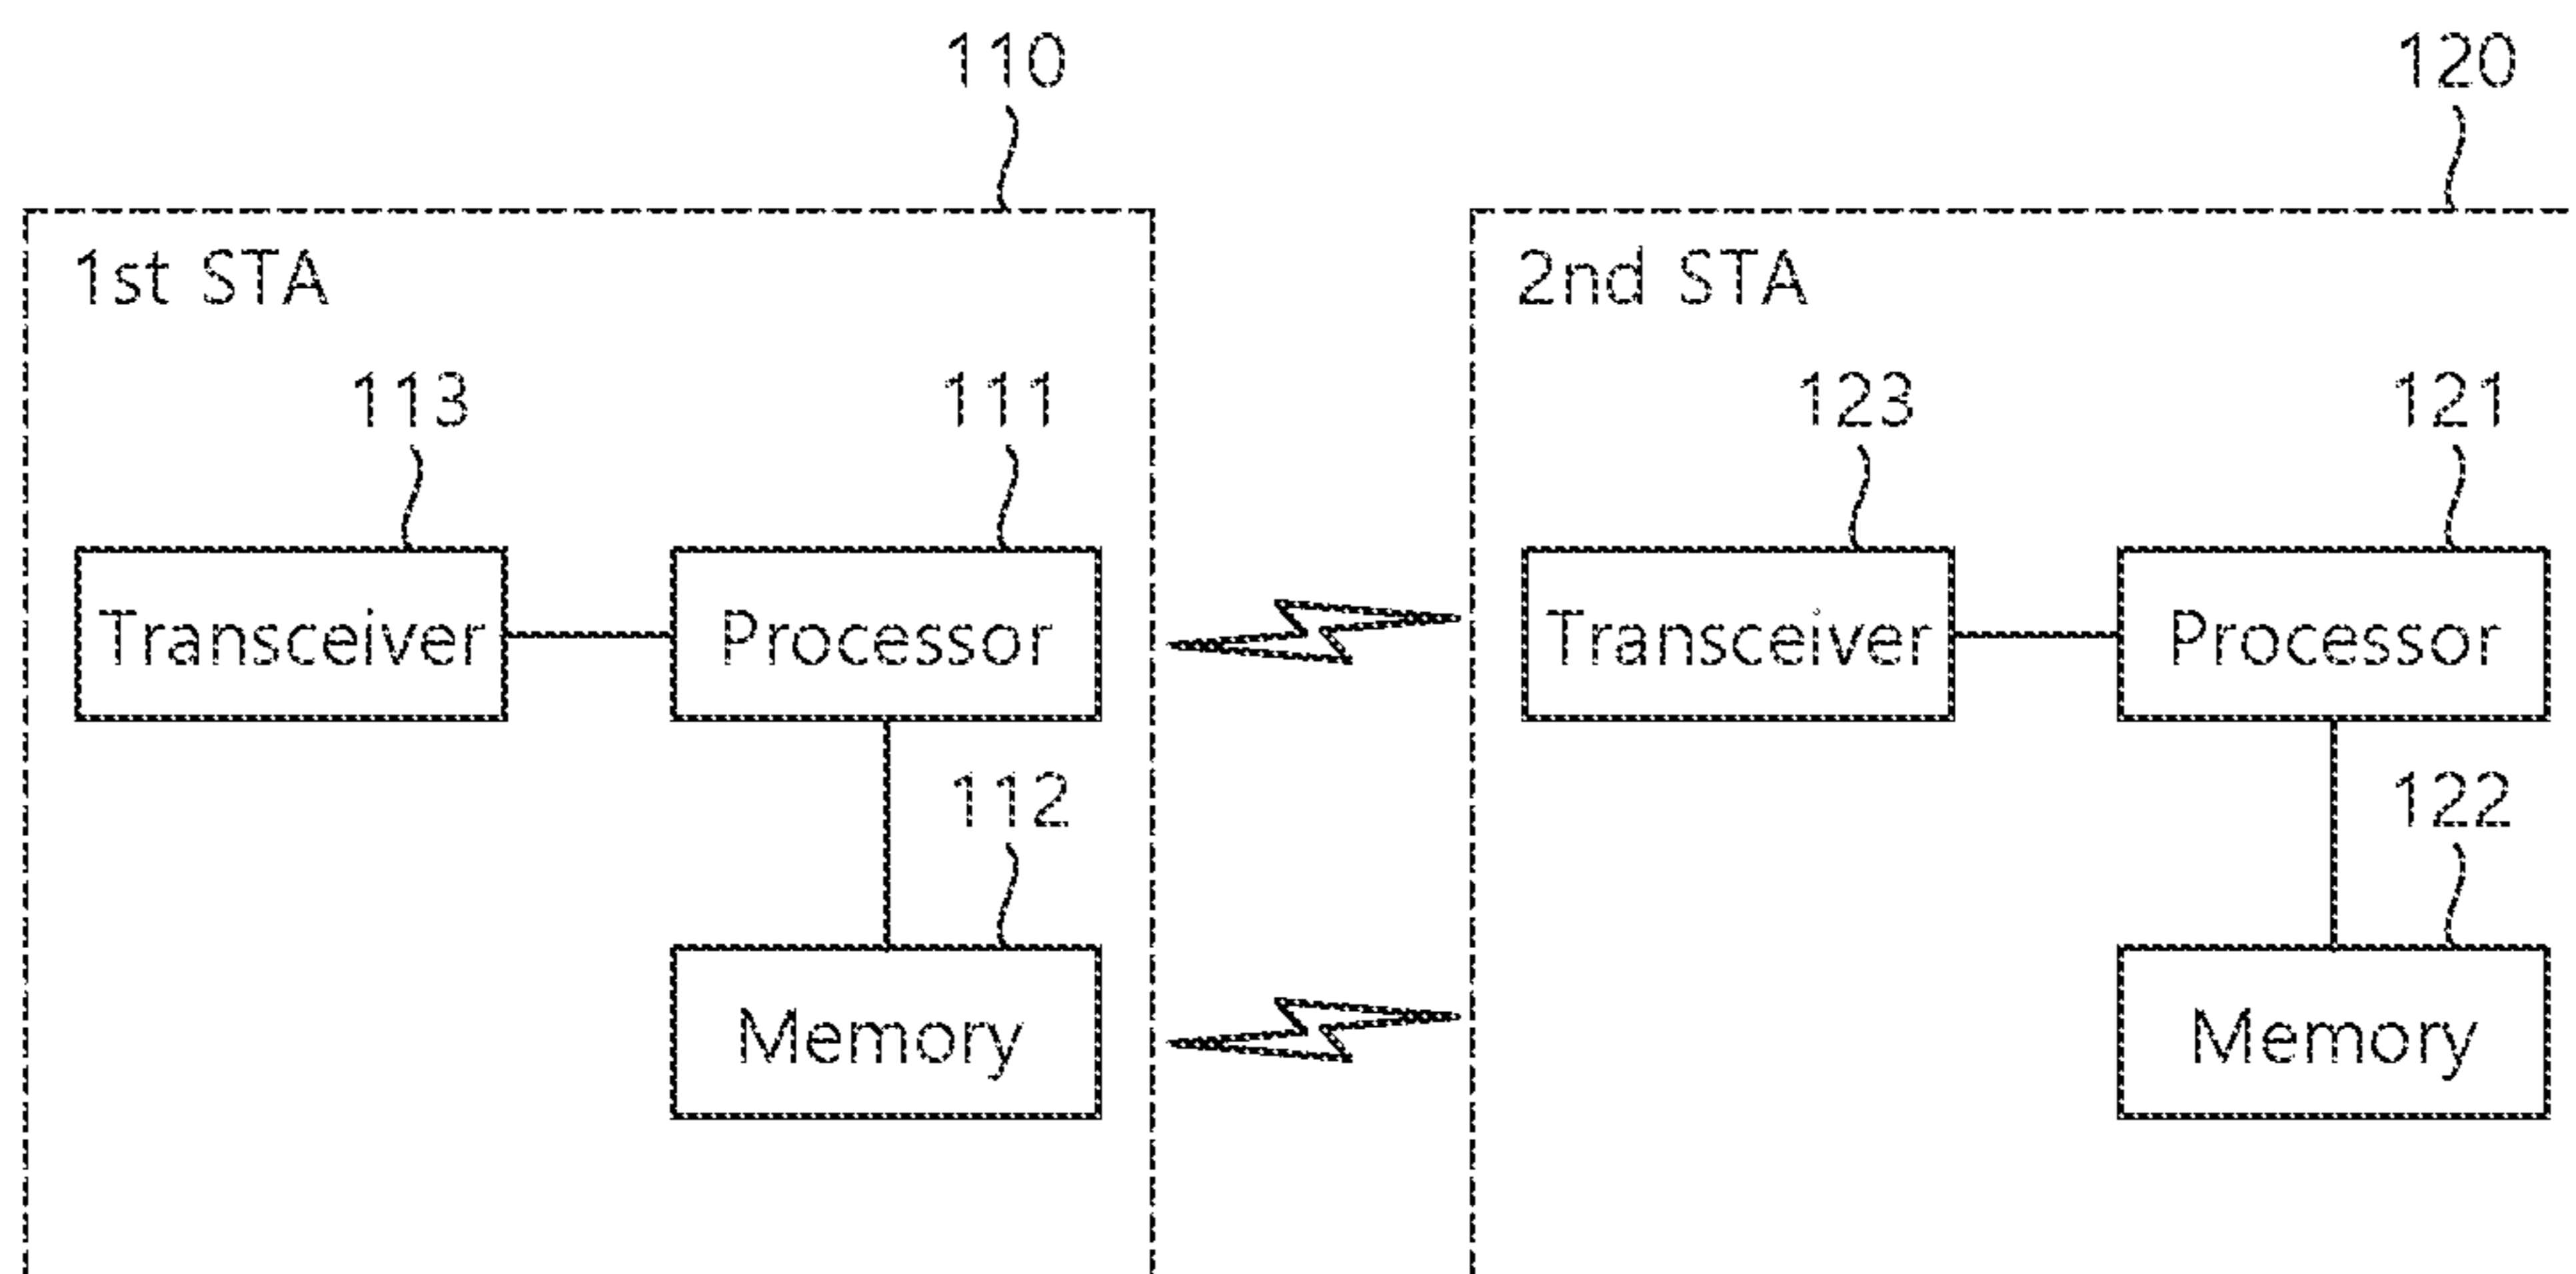 110
120
1st STA
2nd STA
113
111
123
121
Transceiver
Processor
Transceiver
Processor
112
122
Memory
Memory